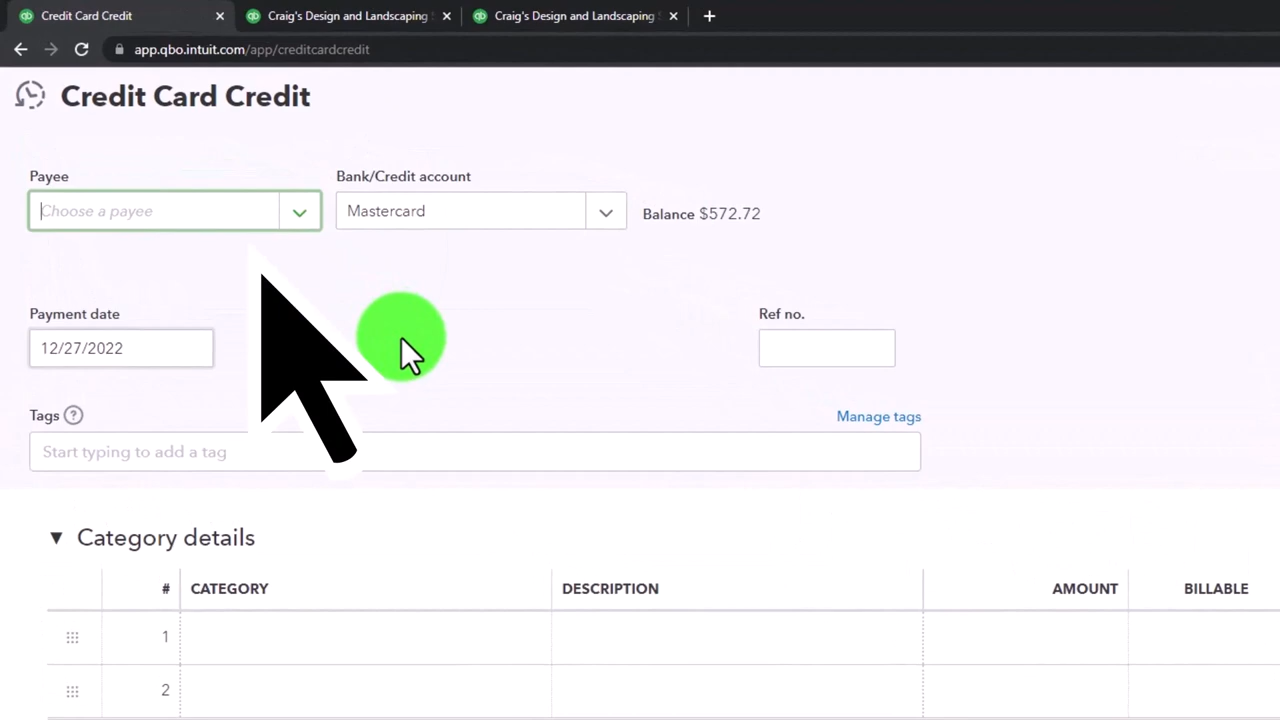 Credit Card Credit
Craig's Design and Landscaping
Craig's Design and Landscaping
app.qbo.intuit.com/app/creditcardcredit
Credit Card Credit
Payee
Bank/Credit account
Choose a payee
Mastercard
Balance $572.72
Payment date
Ref no.
12/27/2022
Tags ?
Manage tags
Start typing to add a tag
Category details
# CATEGORY DESCRIPTION AMOUNT BILLABLE
1
2